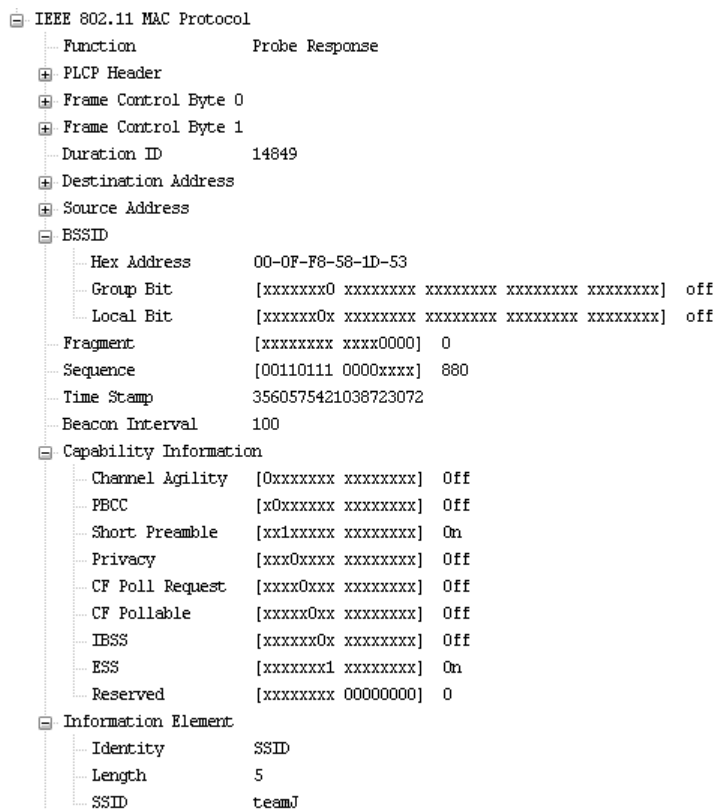 IEEE 802.11 MAC Protocol
Function Probe Response
PLCP Header
Frame Control Byte 0
Frame Control Byte 1
Duration ID 14849
Destination Address
Source Address
BSSID
Hex Address 00-0F-F8-58-1D-53
Group Bit [xxxxxxx0 xxxxxxxx xxxxxxxx xxxxxxxx xxxxxxxx] off
Local Bit [xxxxxx0x xxxxxxxx xxxxxxxx xxxxxxxx xxxxxxxx] off
Fragment [xxxxxxxx xxxx0000] 0
Sequence [00110111 0000xxxx] 880
Time Stamp 3560575421038723072
Beacon Interval 100
Capability Information
Channel Agility [0xxxxxxx xxxxxxxx] Off
PBCC [x0xxxxxx xxxxxxxx] Off
Short Preamble [xx1xxxxx xxxxxxxx] On
Privacy [xxx0xxxx xxxxxxxx] Off
CF Poll Request [xxxx0xxx xxxxxxxx] Off
CF Pollable [xxxxx0xx xxxxxxxx] Off
IBSS [xxxxxx0x xxxxxxxx] Off
ESS [xxxxxxx1 xxxxxxxx] On
Reserved [xxxxxxxx 00000000] 0
Information Element
Identity SSID
Length 5
SSID teamJ